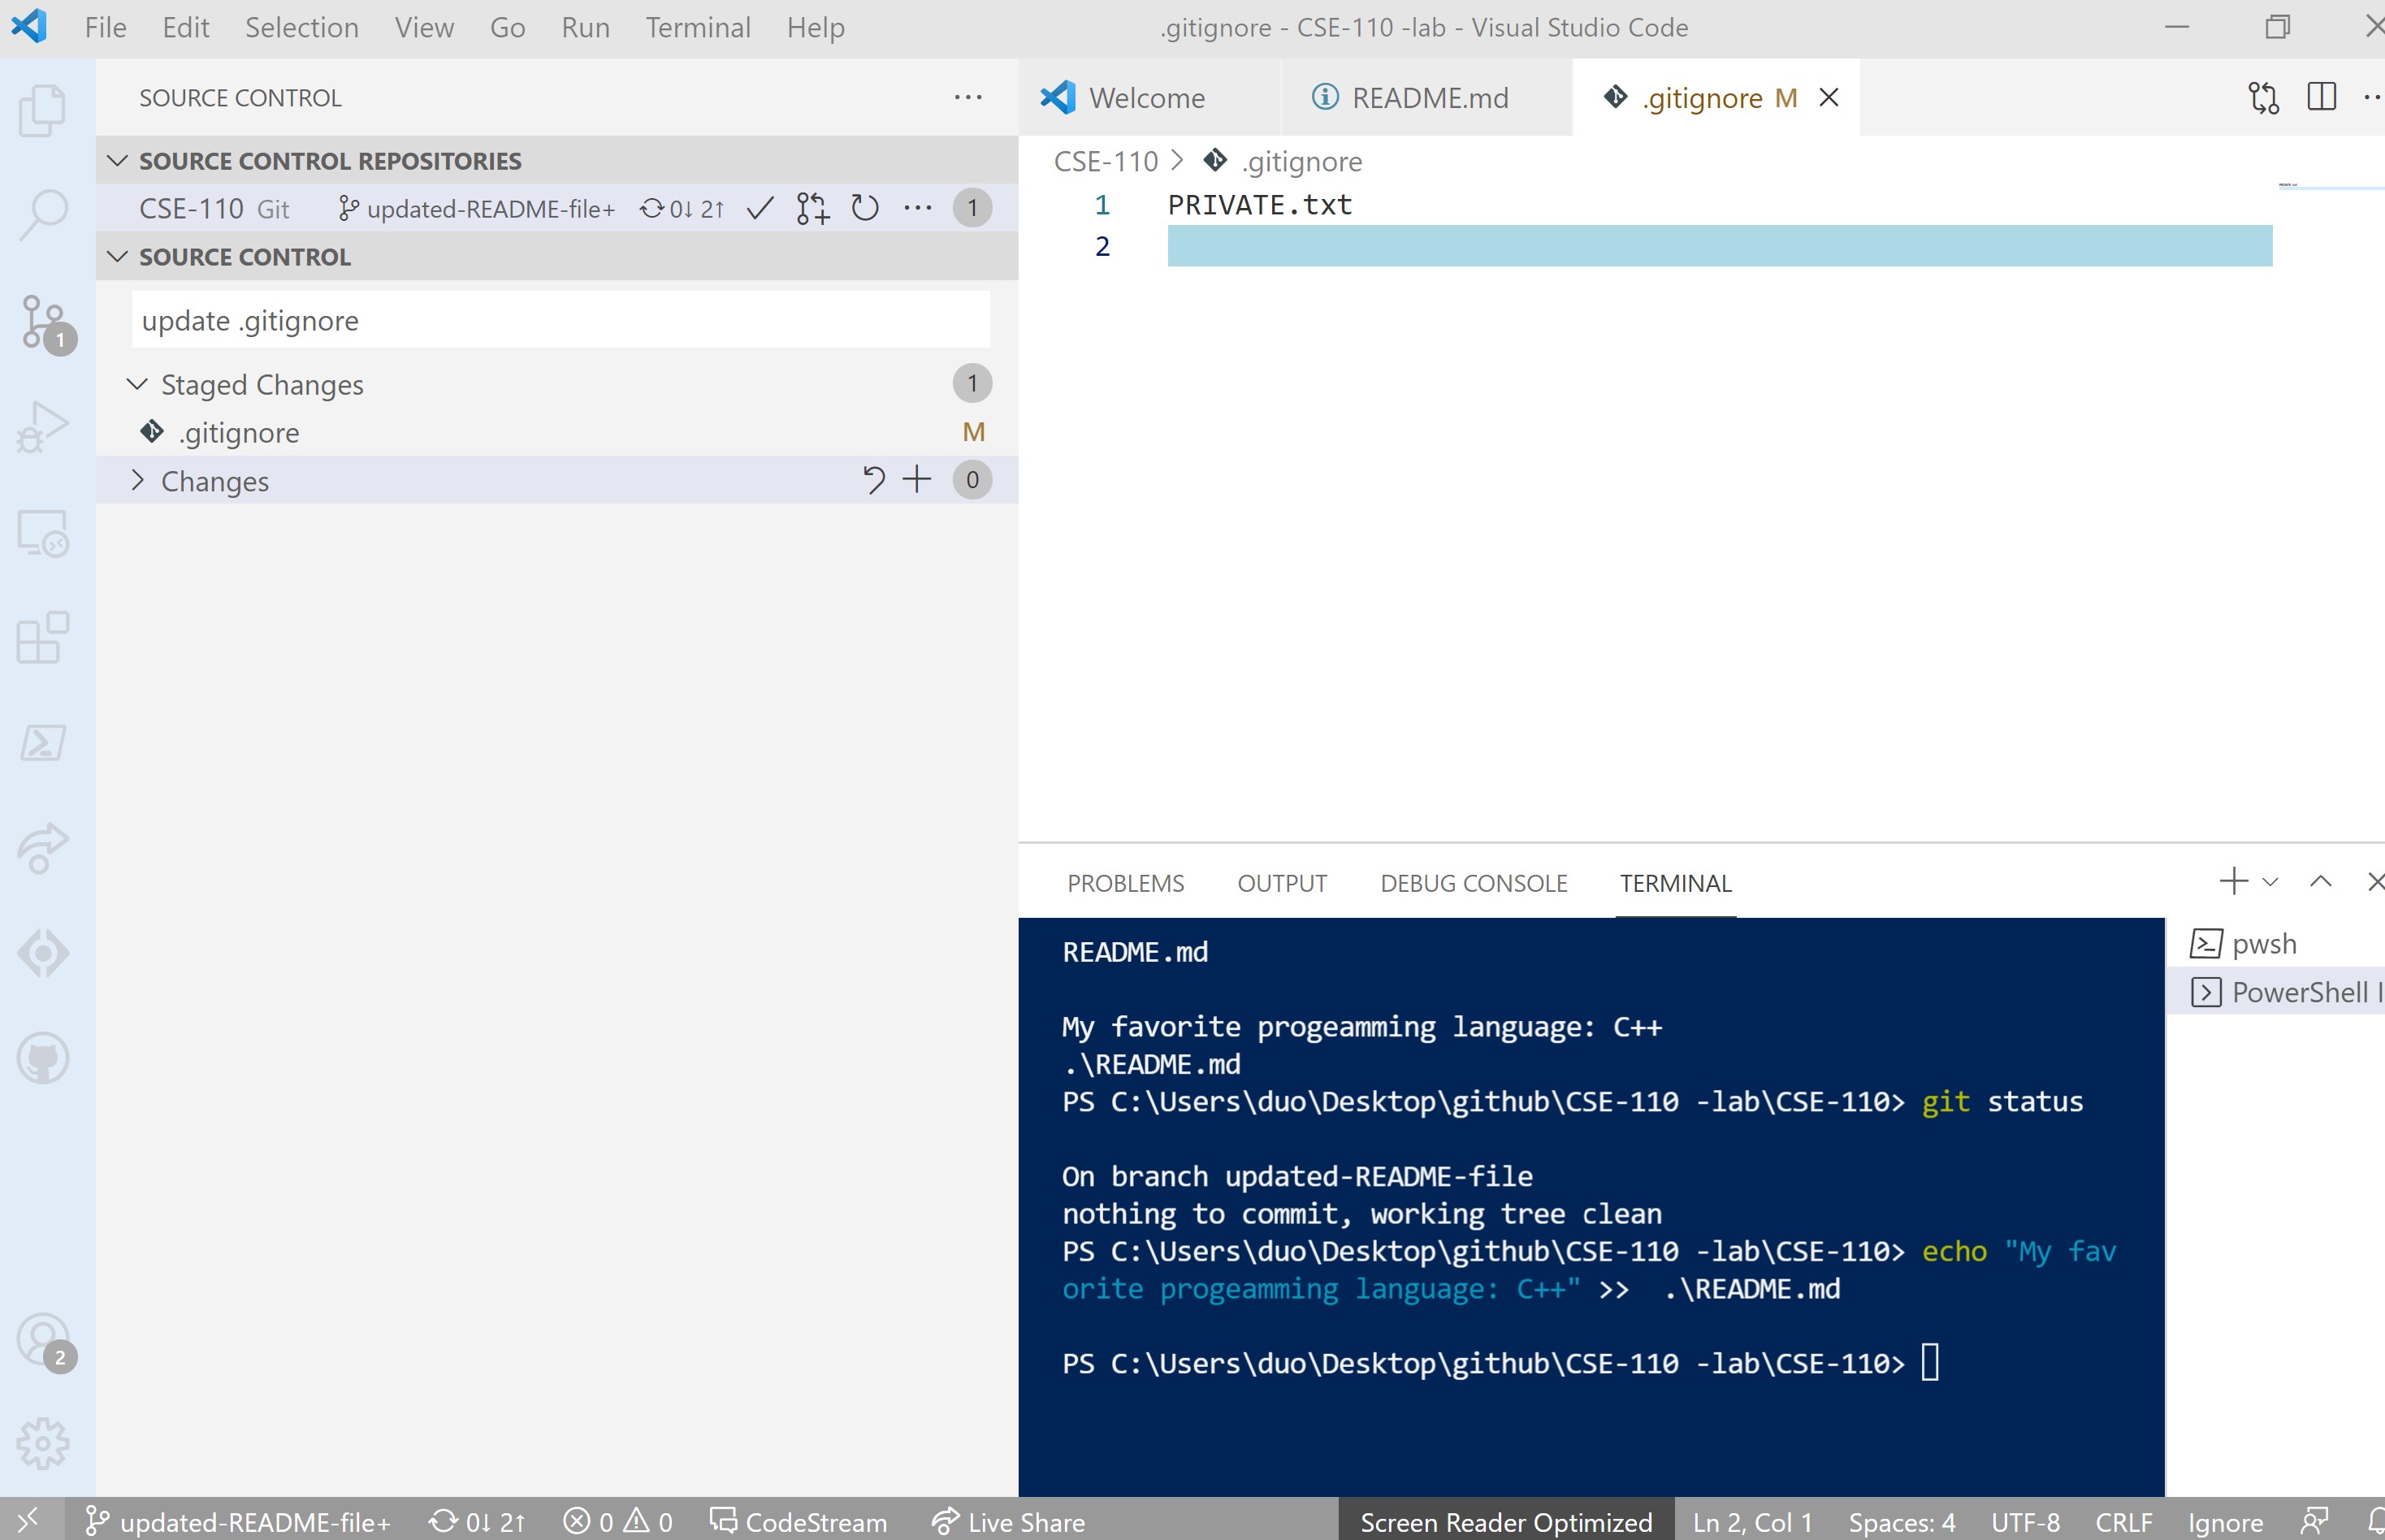 File Edit Selection View Go Run Terminal Help .gitignore - CSE-110 -lab - Visual Studio Code
SOURCE CONTROL
Welcome README.md .gitignore M
SOURCE CONTROL REPOSITORIES
CSE-110 > .gitignore
CSE-110 Git updated-README-file+ 0↓ 2↑ 1
1 PRIVATE.txt
2
SOURCE CONTROL
update .gitignore
1
Staged Changes 1
.gitignore M
Changes 0
PROBLEMS OUTPUT DEBUG CONSOLE TERMINAL
README.md
My favorite progeamming language: C++
.\README.md
PS C:\Users\duo\Desktop\github\CSE-110 -lab\CSE-110> git status
On branch updated-README-file
nothing to commit, working tree clean
PS C:\Users\duo\Desktop\github\CSE-110 -lab\CSE-110> echo "My fav
orite progeamming language: C++" >> .\README.md
PS C:\Users\duo\Desktop\github\CSE-110 -lab\CSE-110>
pwsh
PowerShell I
2
updated-README-file+ 0↓ 2↑ 0 0 CodeStream Live Share Screen Reader Optimized Ln 2, Col 1 Spaces: 4 UTF-8 CRLF Ignore